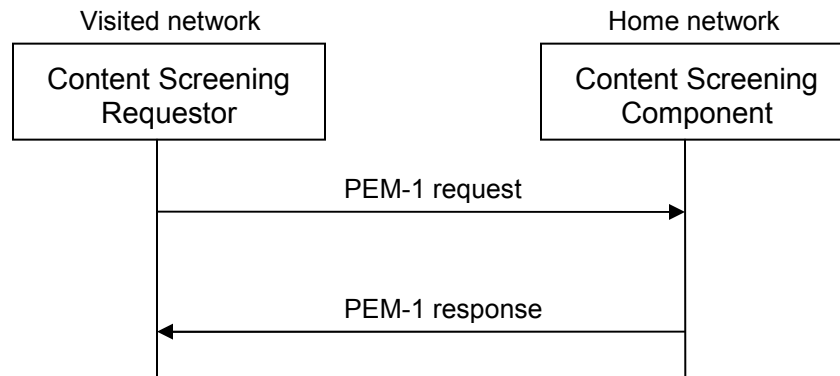 Visited network
Home network
Content Screening
Requestor
Content Screening
Component
PEM-1 request
PEM-1 response